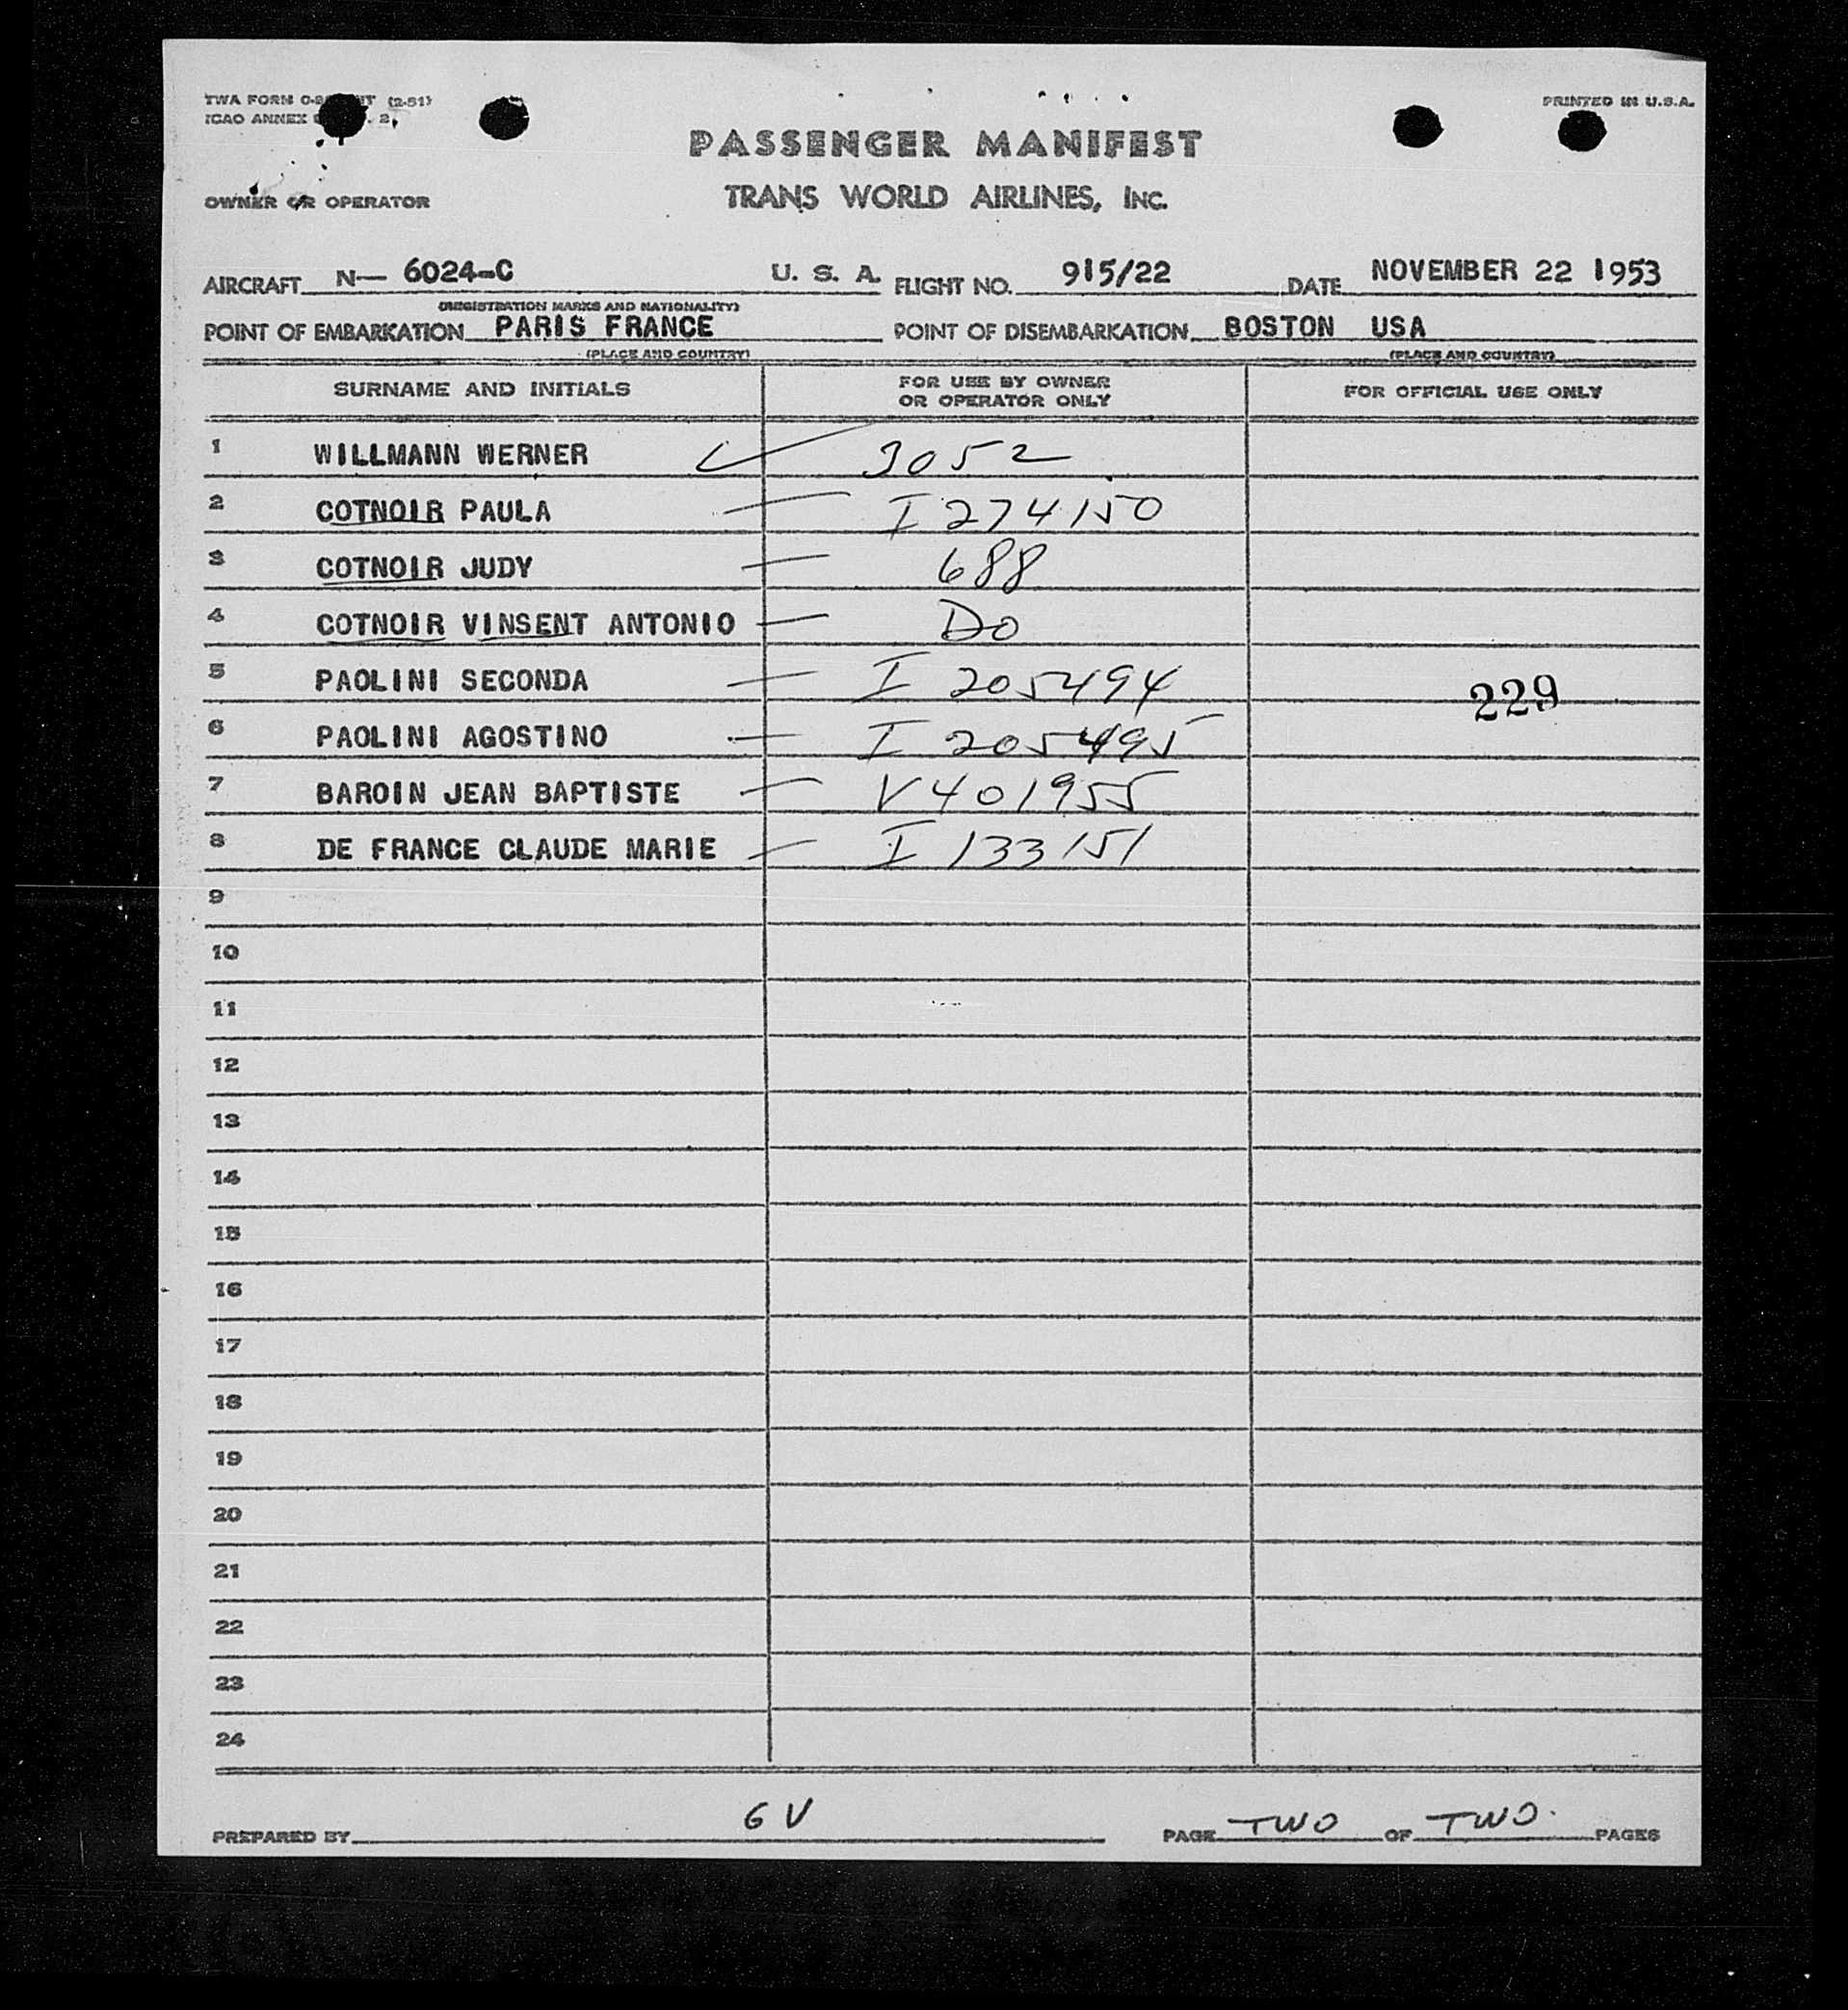 TWA FORM (2-51)
PRINTED IN U.S.A.
ICAO ANNEX 2
PASSENGER MANIFEST
OWNER OR OPERATOR
TRANS WORLD AIRLINES, INC.
AIRCRAFT N— 6024-C U. S. A. FLIGHT NO. 915/22 DATE NOVEMBER 22 1953
(REGISTRATION MARKS AND NATIONALITY)
POINT OF EMBARKATION PARIS FRANCE POINT OF DISEMBARKATION BOSTON USA
(PLACE AND COUNTRY) (PLACE AND COUNTRY)
SURNAME AND INITIALS FOR USE BY OWNER OR OPERATOR ONLY FOR OFFICIAL USE ONLY
1 WILLMANN WERNER ✓ 3052
2 COTNOIR PAULA — I 274150
3 COTNOIR JUDY — 688
4 COTNOIR VINSENT ANTONIO — Do
5 PAOLINI SECONDA — I 205494
229
6 PAOLINI AGOSTINO — I 205495
7 BAROIN JEAN BAPTISTE — V401955
8 DE FRANCE CLAUDE MARIE — I 133151
9
10
11
12
13
14
15
16
17
18
19
20
21
22
23
24
PREPARED BY GV PAGE TWO OF TWO PAGES